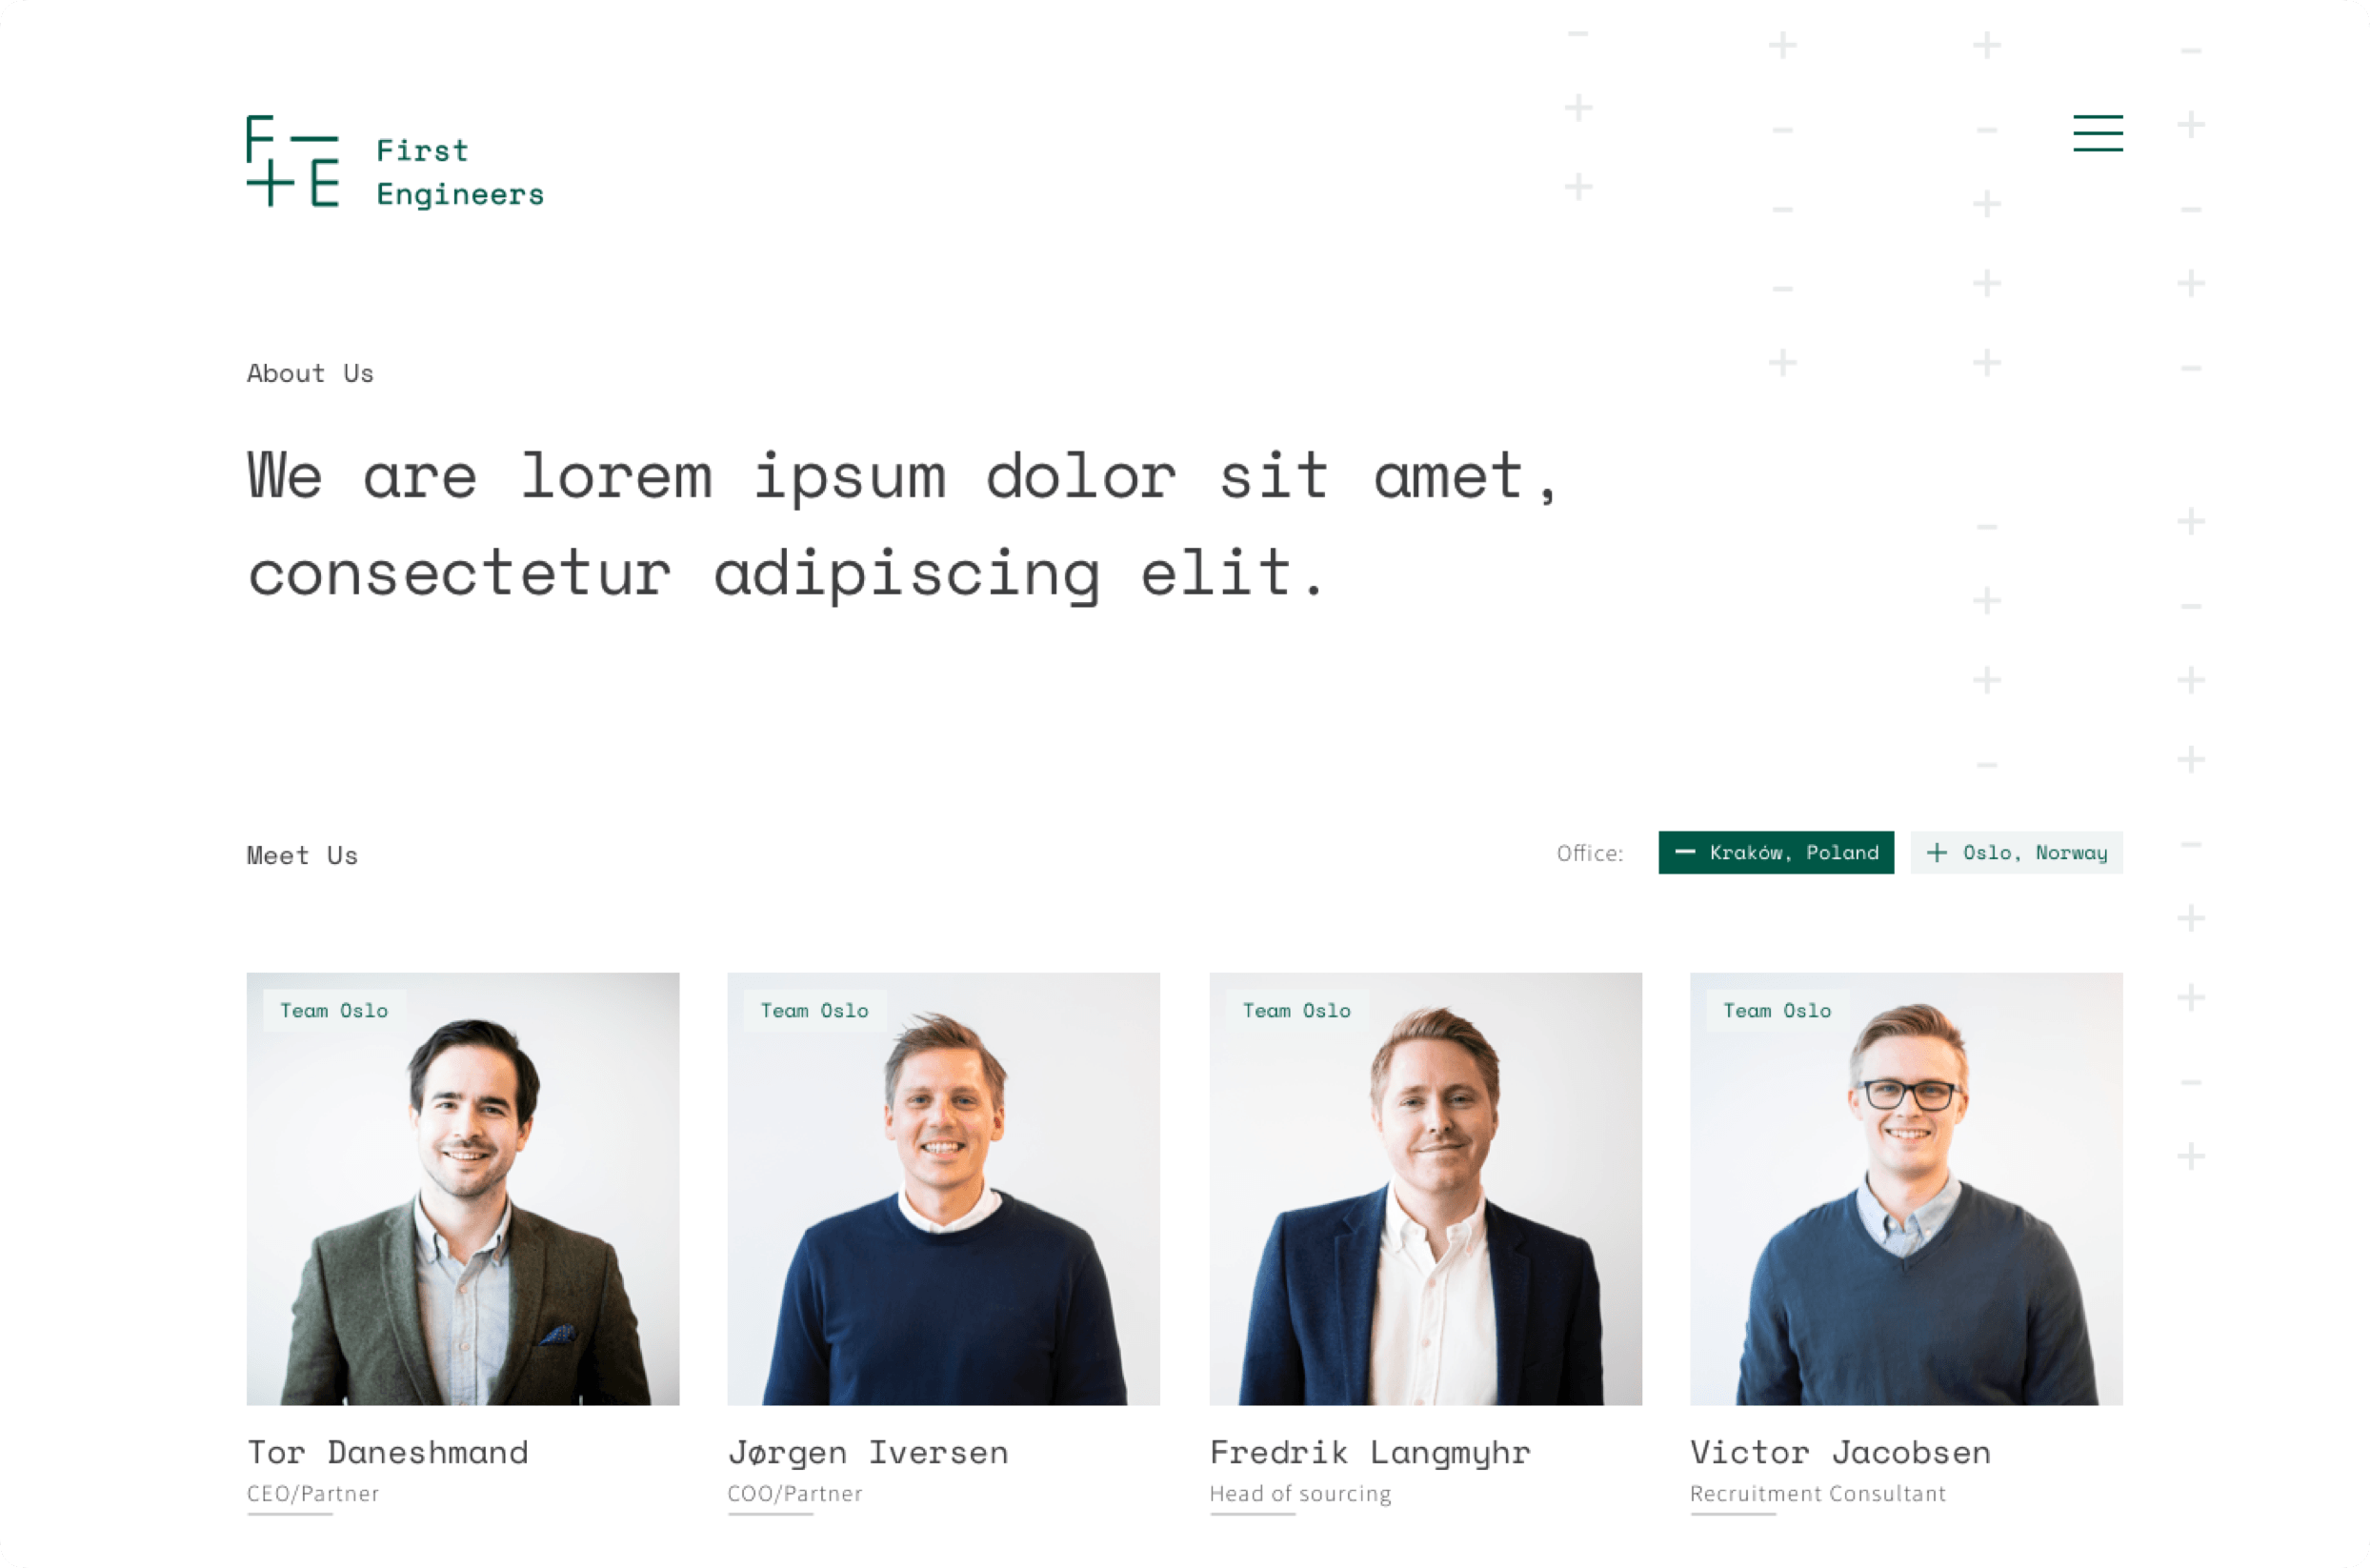 First
Engineers
About Us
We are lorem ipsum dolor sit amet,
consectetur adipiscing elit.
Meet Us
Office:
Kraków, Poland
Oslo, Norway
Team Oslo
Team Oslo
Team Oslo
Team Oslo
Tor Daneshmand
Jørgen Iversen
Fredrik Langmyhr
Victor Jacobsen
CEO/Partner
COO/Partner
Head of sourcing
Recruitment Consultant